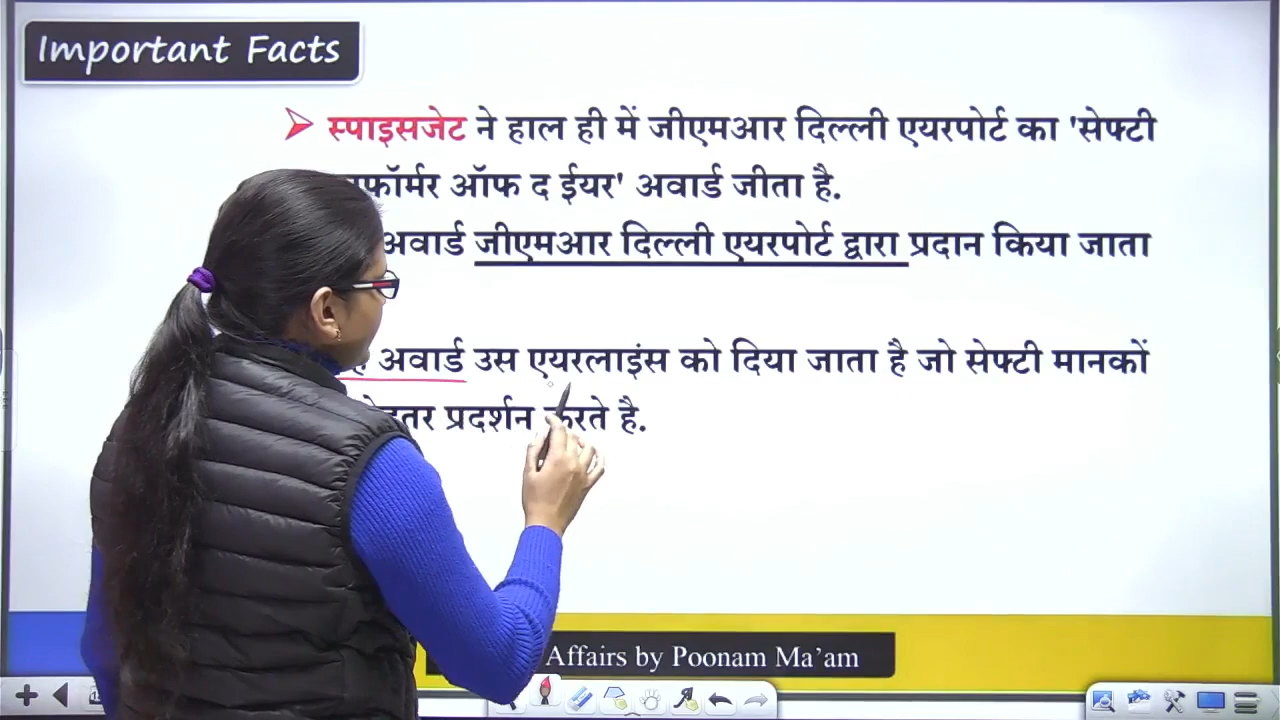 Important Facts
स्पाइसजेट ने हाल ही में जीएमआर दिल्ली एयरपोर्ट का 'सेफ्टी
ऑफ द ईयर' अवार्ड जीता है.
अवार्ड जीएमआर दिल्ली एयरपोर्ट द्वारा प्रदान किया जाता
अवार्ड उस एयरलाइंस को दिया जाता है जो सेफ्टी मानकों
प्रदर्शन करते है.
Affairs by Poonam Ma'am